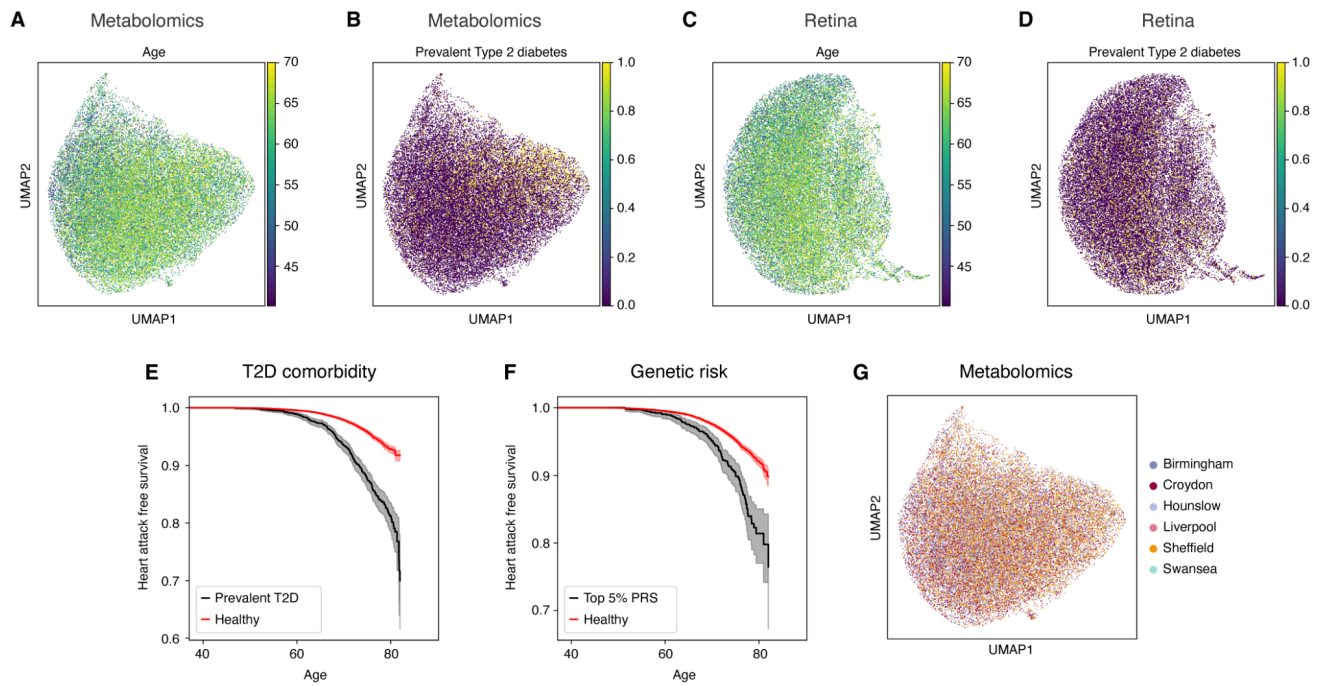 A
Metabolomics
Age
UMAP2
UMAP1
70
65
60
55
50
45
B
Metabolomics
Prevalent Type 2 diabetes
UMAP2
UMAP1
1.0
0.8
0.6
0.4
0.2
0.0
C
Retina
Age
UMAP2
UMAP1
70
65
60
55
50
45
D
Retina
Prevalent Type 2 diabetes
UMAP2
UMAP1
1.0
0.8
0.6
0.4
0.2
0.0
E
T2D comorbidity
Heart attack free survival
1.0
0.9
0.8
0.7
0.6
Prevalent T2D
Healthy
40
60
80
Age
F
Genetic risk
Heart attack free survival
1.0
0.9
0.8
0.7
Top 5% PRS
Healthy
40
60
80
Age
G
Metabolomics
UMAP2
UMAP1
Birmingham
Croydon
Hounslow
Liverpool
Sheffield
Swansea